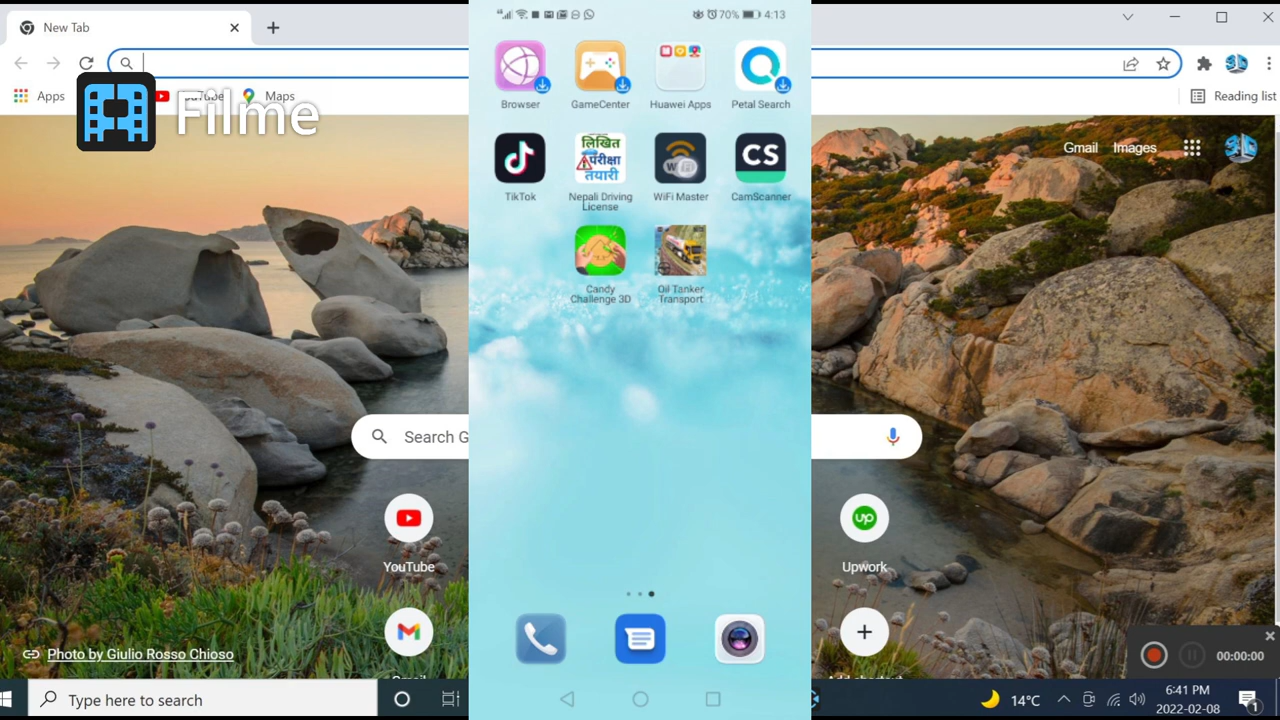 New Tab
Apps
Maps
Reading list
Filme
Gmail Images
Search G
YouTube
Upwork
Photo by Giulio Rosso Chioso
Type here to search
00:00:00
14°C
6:41 PM
2022-02-08
1
70% 4:13
Browser
GameCenter
Huawei Apps
Petal Search
TikTok
लिखित
परीक्षा
तयारी
Nepali Driving
License
WiFi Master
CS
CamScanner
Candy
Challenge 3D
Oil Tanker
Transport
up